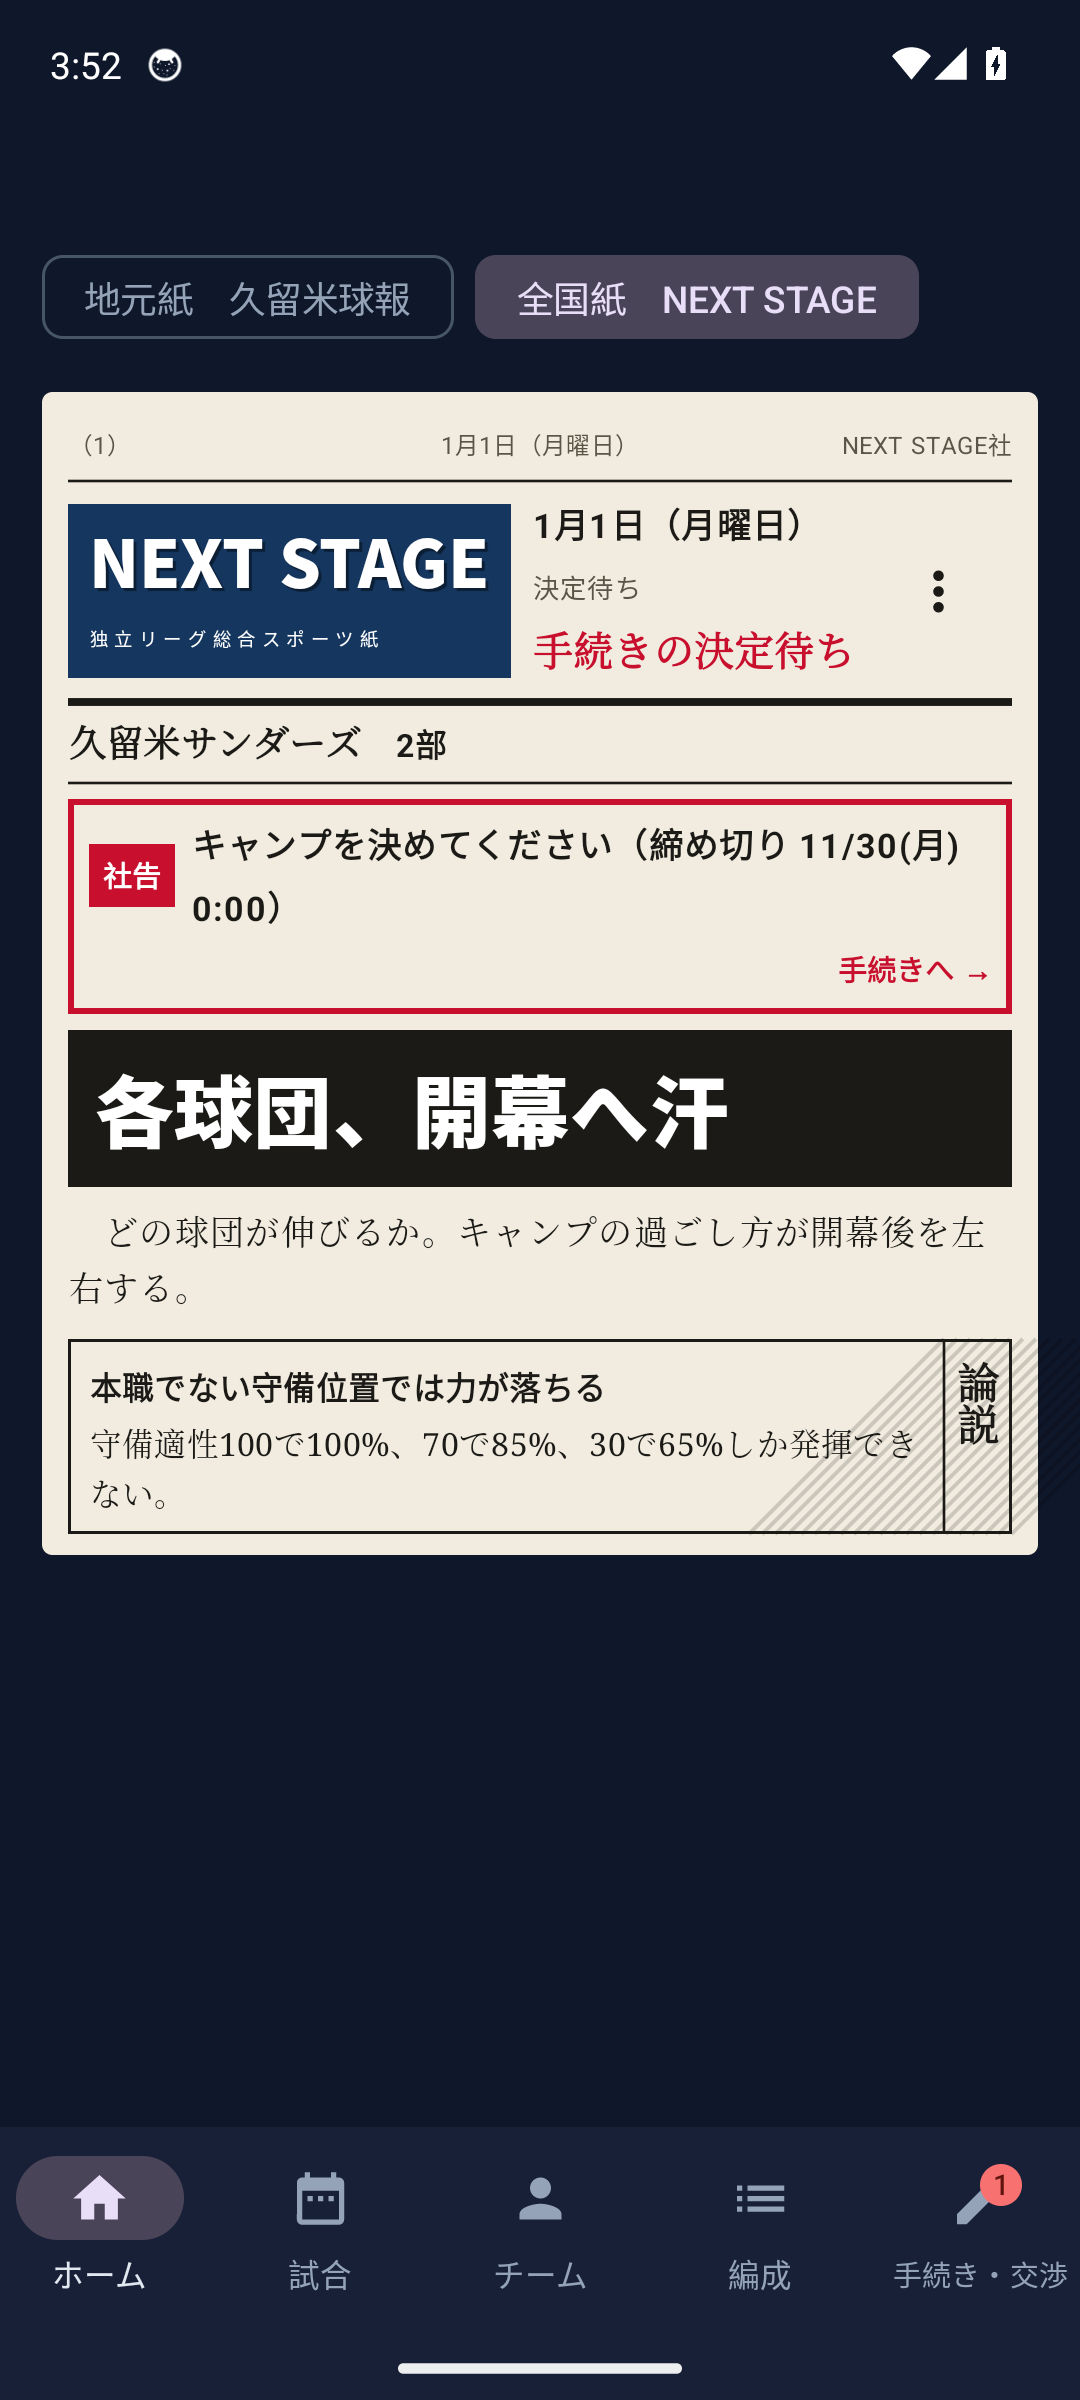 3:52
地元紙　久留米球報
全国紙　NEXT STAGE
（1）
1月1日（月曜日）
NEXT STAGE社
NEXT STAGE
独立リーグ総合スポーツ紙
1月1日（月曜日）
決定待ち
手続きの決定待ち
久留米サンダーズ　2部
社告
キャンプを決めてください（締め切り 11/30(月)
0:00）
手続きへ →
各球団、開幕へ汗
どの球団が伸びるか。キャンプの過ごし方が開幕後を左
右する。
本職でない守備位置では力が落ちる
守備適性100で100%、70で85%、30で65%しか発揮でき
ない。
論説
1
ホーム
試合
チーム
編成
手続き・交渉